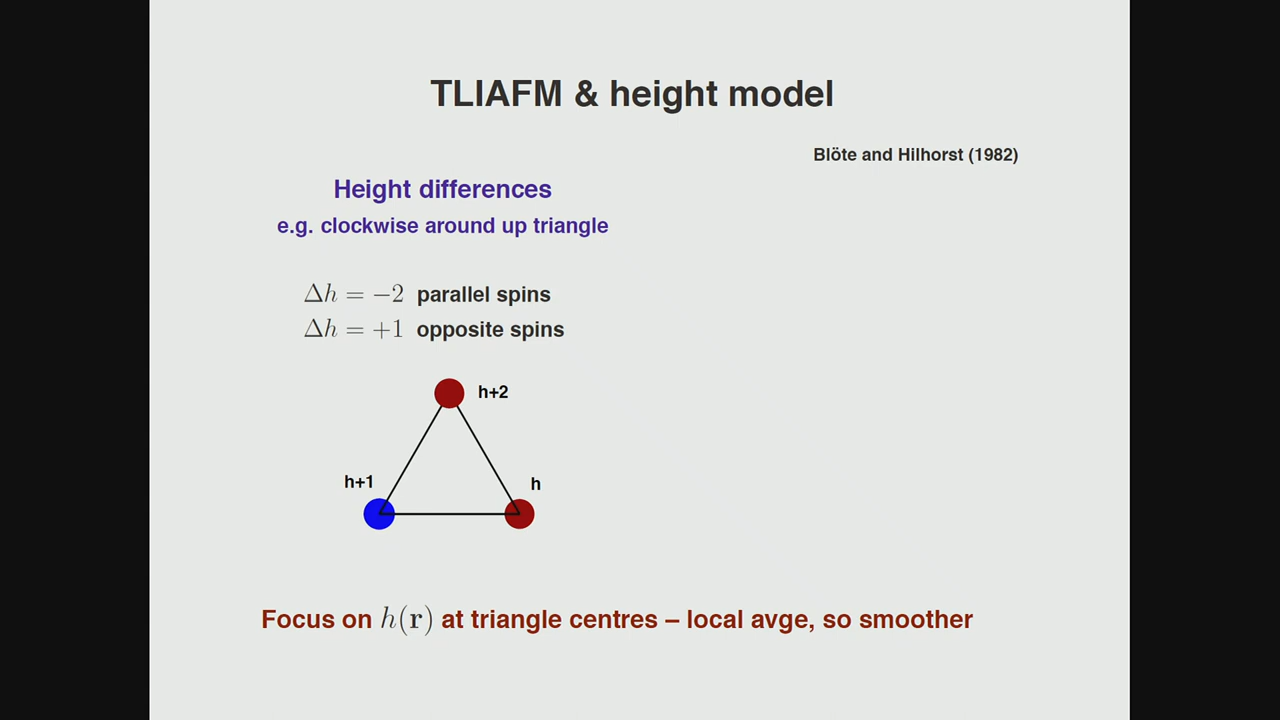 TLIAFM & height model
Blöte and Hilhorst (1982)
Height differences
e.g. clockwise around up triangle
Δh = −2 parallel spins
Δh = +1 opposite spins
h+2
h+1
h
Focus on h(r) at triangle centres – local avge, so smoother